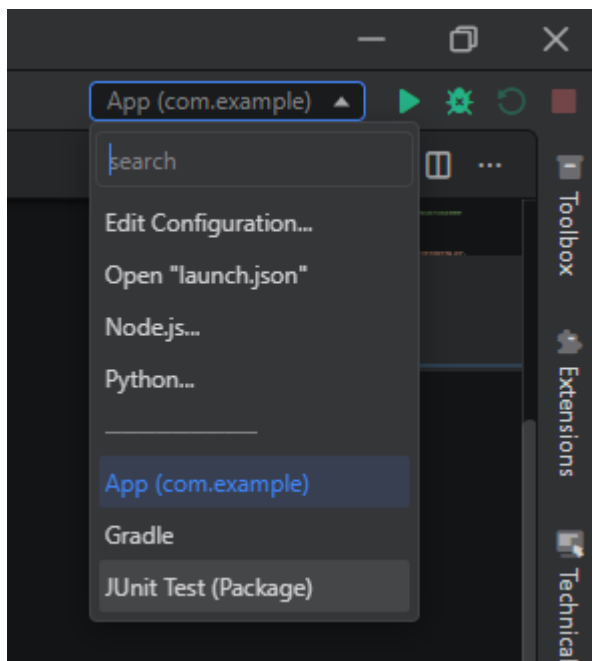 App (com.example)
search
Edit Configuration...
Open "launch.json"
Node.js...
Python...
App (com.example)
Gradle
JUnit Test (Package)
Toolbox
Extensions
Technical